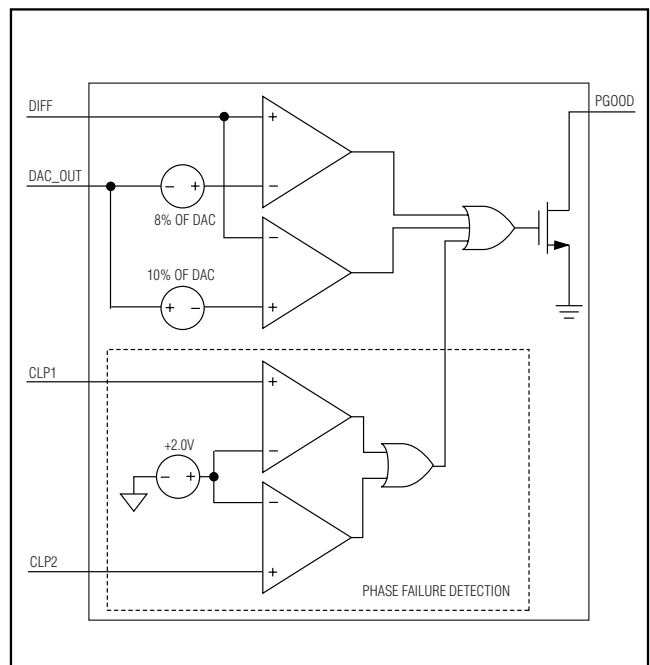 DIFF
PGOOD
+
DAC_OUT
- +
-
8% OF DAC
-
10% OF DAC
+ -
+
CLP1
+
+2.0V
-
- +
-
CLP2
+
PHASE FAILURE DETECTION